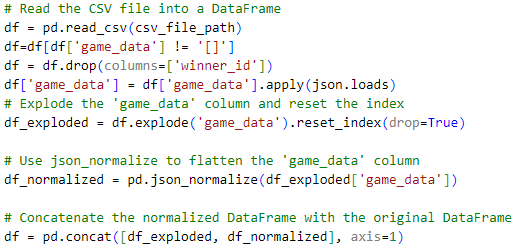 # Read the CSV file into a DataFrame
df = pd.read_csv(csv_file_path)
df=df[df['game_data'] != '[]']
df = df.drop(columns=['winner_id'])
df['game_data'] = df['game_data'].apply(json.loads)
# Explode the 'game_data' column and reset the index
df_exploded = df.explode('game_data').reset_index(drop=True)
# Use json_normalize to flatten the 'game_data' column
df_normalized = pd.json_normalize(df_exploded['game_data'])
# Concatenate the normalized DataFrame with the original DataFrame
df = pd.concat([df_exploded, df_normalized], axis=1)